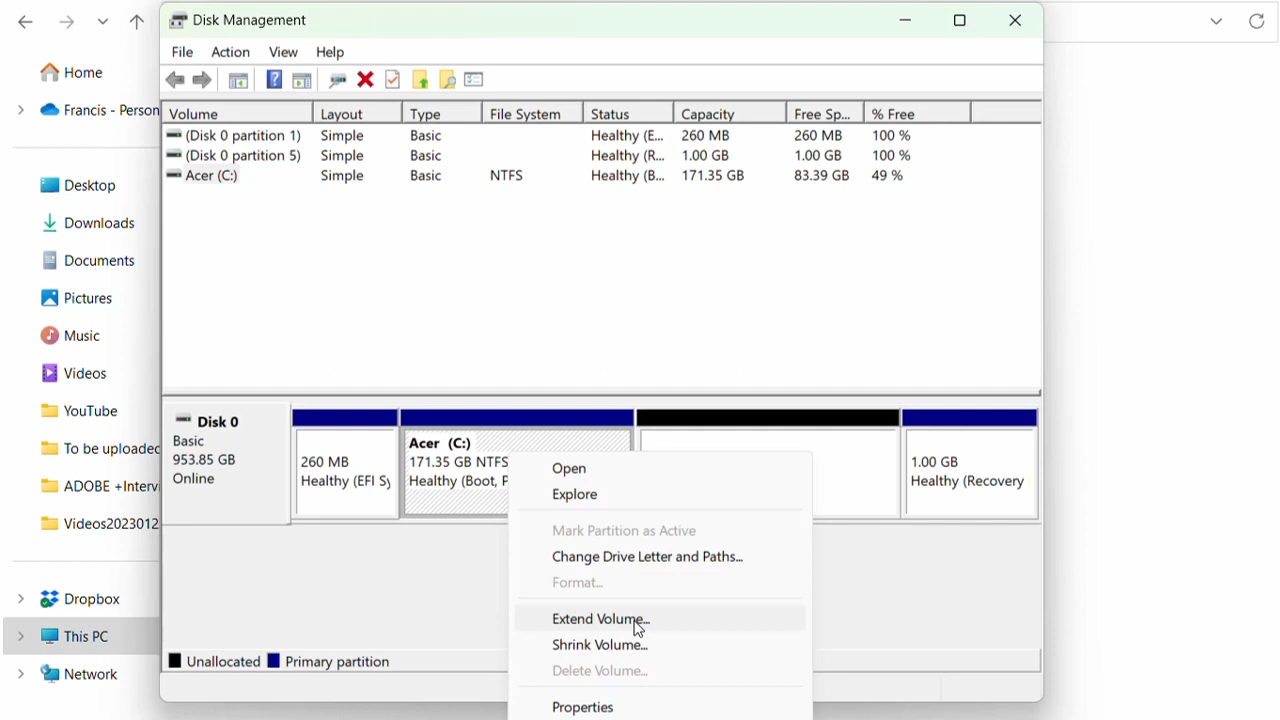 Disk Management
File Action View Help
Home
Francis - Person
Desktop
Downloads
Documents
Pictures
Music
Videos
YouTube
To be uploaded
ADOBE +Intervi
Videos2023012
Dropbox
This PC
Network
Volume Layout Type File System Status Capacity Free Sp... % Free
(Disk 0 partition 1) Simple Basic Healthy (E... 260 MB 260 MB 100 %
(Disk 0 partition 5) Simple Basic Healthy (R... 1.00 GB 1.00 GB 100 %
Acer (C:) Simple Basic NTFS Healthy (B... 171.35 GB 83.39 GB 49 %
Disk 0
Basic
953.85 GB
Online
260 MB
Healthy (EFI Sy
Acer (C:)
171.35 GB NTFS
Healthy (Boot, P
1.00 GB
Healthy (Recovery
Open
Explore
Mark Partition as Active
Change Drive Letter and Paths...
Format...
Extend Volume...
Shrink Volume...
Delete Volume...
Properties
Unallocated Primary partition